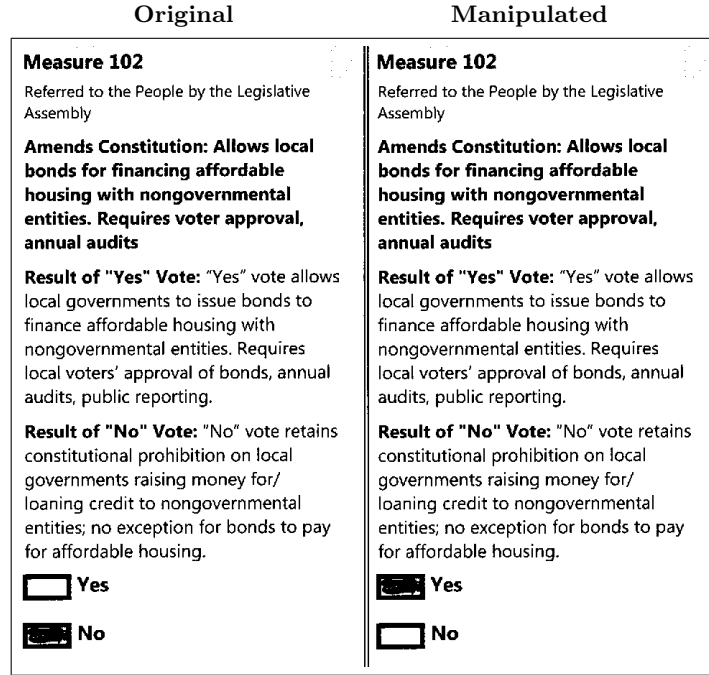 Original
Manipulated
Measure 102
Referred to the People by the Legislative
Assembly
Amends Constitution: Allows local
bonds for financing affordable
housing with nongovernmental
entities. Requires voter approval,
annual audits
Result of "Yes" Vote: “Yes” vote allows
local governments to issue bonds to
finance affordable housing with
nongovernmental entities. Requires
local voters’ approval of bonds, annual
audits, public reporting.
Result of "No" Vote: “No” vote retains
constitutional prohibition on local
governments raising money for/
loaning credit to nongovernmental
entities; no exception for bonds to pay
for affordable housing.
Yes
No
Measure 102
Referred to the People by the Legislative
Assembly
Amends Constitution: Allows local
bonds for financing affordable
housing with nongovernmental
entities. Requires voter approval,
annual audits
Result of "Yes" Vote: “Yes” vote allows
local governments to issue bonds to
finance affordable housing with
nongovernmental entities. Requires
local voters’ approval of bonds, annual
audits, public reporting.
Result of "No" Vote: “No” vote retains
constitutional prohibition on local
governments raising money for/
loaning credit to nongovernmental
entities; no exception for bonds to pay
for affordable housing.
Yes
No